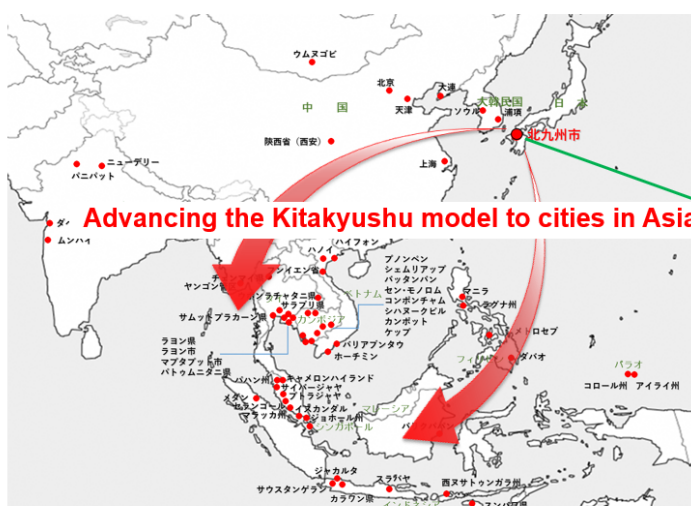 ウムヌゴビ
北京
大連
天津
中 国
ソウル
大韓民国
浦項
日 本
北九州市
陝西省(西安)
上海
ニューデリー
パニパット
Advancing the Kitakyushu model to cities in Asia
ムンバイ
ハノイ
ハイフォン
プノンペン
シェムリアップ
バッタンバン
セン・モノロム
コンポンチャム
シハヌークビル
カンポット
ケップ
マニラ
ラグナ州
メトロセブ
ダバオ
パラオ
コロール州
アイライ州
サラブリ県
カンボジア
バリアブンタウ
ホーチミン
ラヨン県
ラヨン市
マプタプット市
パトゥムニタニ県
パハン州
キャメロンハイランド
サイバージャヤ
プトラジャヤ
メダン
セランゴール
マラッカ州
イスカンダル
ジョホール州
シンガポール
マレーシア
ジャカルタ
サウスタンゲラン
カラワン県
スラバヤ
西ヌサトゥンガラ州